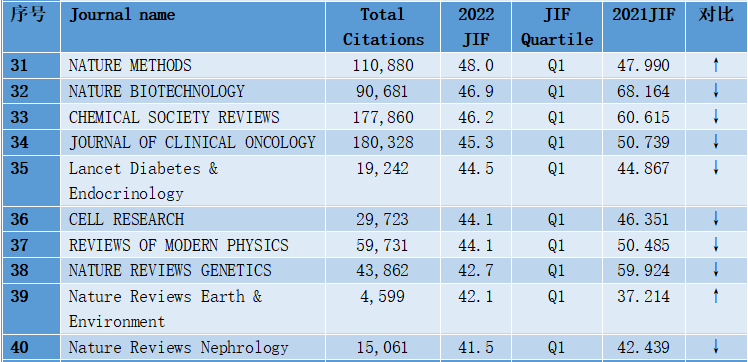 序号 Journal name Total Citations 2022 JIF JIF Quartile 2021JIF 对比
31 NATURE METHODS 110,880 48.0 Q1 47.990 ↑
32 NATURE BIOTECHNOLOGY 90,681 46.9 Q1 68.164 ↓
33 CHEMICAL SOCIETY REVIEWS 177,860 46.2 Q1 60.615 ↓
34 JOURNAL OF CLINICAL ONCOLOGY 180,328 45.3 Q1 50.739 ↓
35 Lancet Diabetes & Endocrinology 19,242 44.5 Q1 44.867 ↓
36 CELL RESEARCH 29,723 44.1 Q1 46.351 ↓
37 REVIEWS OF MODERN PHYSICS 59,731 44.1 Q1 50.485 ↓
38 NATURE REVIEWS GENETICS 43,862 42.7 Q1 59.924 ↓
39 Nature Reviews Earth & Environment 4,599 42.1 Q1 37.214 ↑
40 Nature Reviews Nephrology 15,061 41.5 Q1 42.439 ↓